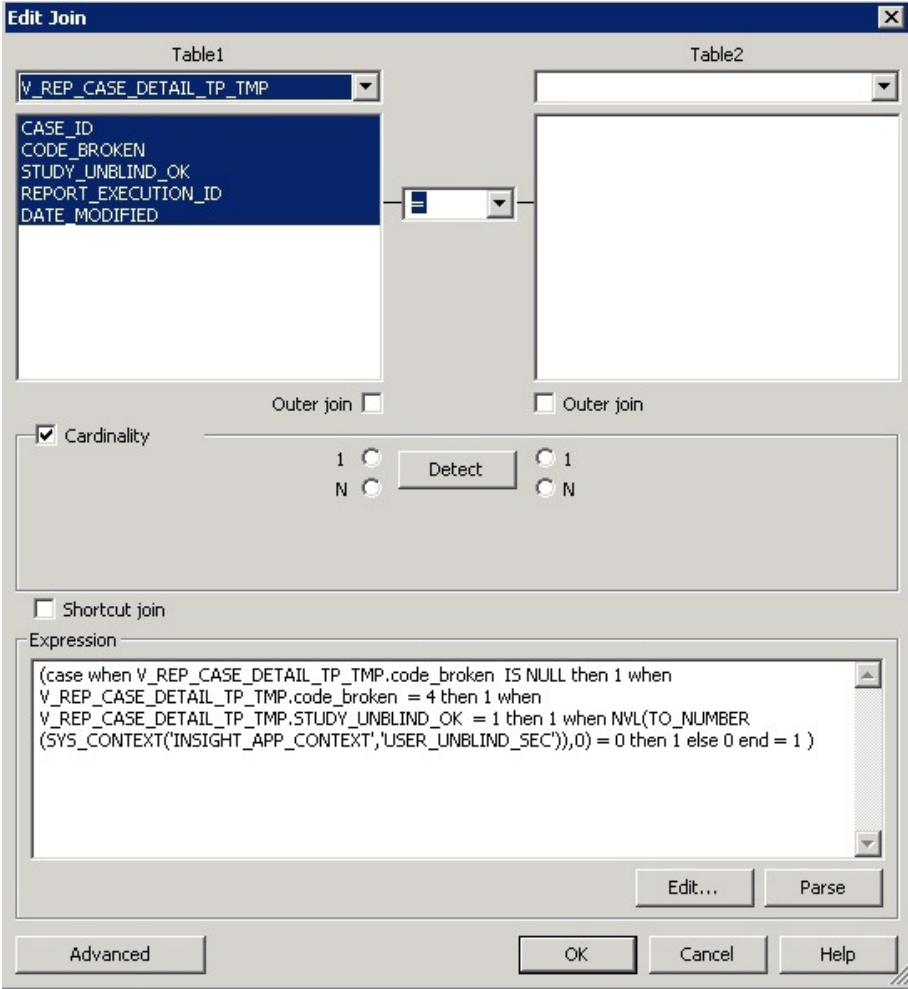 Edit Join
Table1
Table2
V_REP_CASE_DETAIL_TP_TMP
CASE_ID
CODE_BROKEN
STUDY_UNBLIND_OK
REPORT_EXECUTION_ID
DATE_MODIFIED
=
Outer join
Outer join
Cardinality
1
Detect
1
N
N
Shortcut join
Expression
(case when V_REP_CASE_DETAIL_TP_TMP.code_broken IS NULL then 1 when
V_REP_CASE_DETAIL_TP_TMP.code_broken = 4 then 1 when
V_REP_CASE_DETAIL_TP_TMP.STUDY_UNBLIND_OK = 1 then 1 when NVL(TO_NUMBER
(SYS_CONTEXT('INSIGHT_APP_CONTEXT','USER_UNBLIND_SEC')),0) = 0 then 1 else 0 end = 1 )
Edit...
Parse
Advanced
OK
Cancel
Help